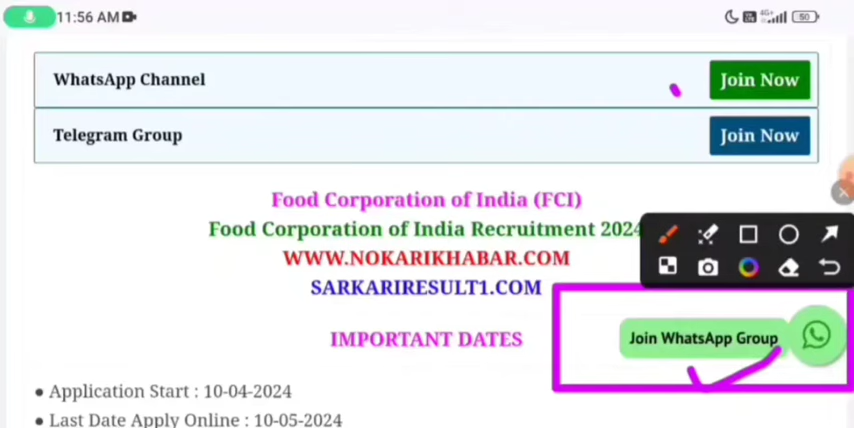 11:56 AM
4G+
50
WhatsApp Channel
Join Now
Telegram Group
Join Now
Food Corporation of India (FCI)
Food Corporation of India Recruitment 2024
WWW.NOKARIKHABAR.COM
SARKARIRESULT1.COM
IMPORTANT DATES
Join WhatsApp Group
● Application Start : 10-04-2024
● Last Date Apply Online : 10-05-2024